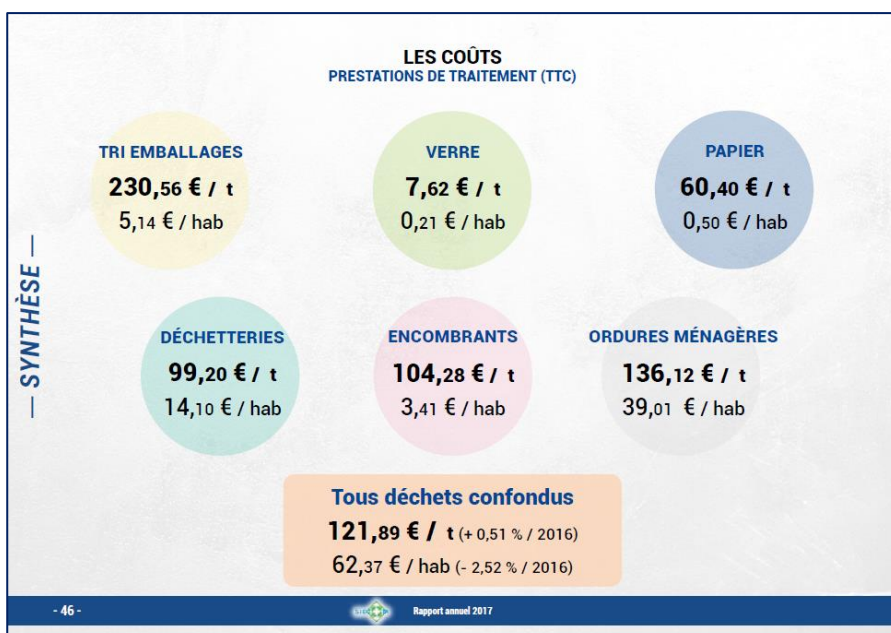 LES COÛTS
PRESTATIONS DE TRAITEMENT (TTC)
TRI EMBALLAGES
230,56 € / t
5,14 € / hab
VERRE
7,62 € / t
0,21 € / hab
PAPIER
60,40 € / t
0,50 € / hab
— SYNTHÈSE —
DÉCHETTERIES
99,20 € / t
14,10 € / hab
ENCOMBRANTS
104,28 € / t
3,41 € / hab
ORDURES MÉNAGÈRES
136,12 € / t
39,01 € / hab
Tous déchets confondus
121,89 € / t (+ 0,51 % / 2016)
62,37 € / hab (- 2,52 % / 2016)
- 46 -
Rapport annuel 2017